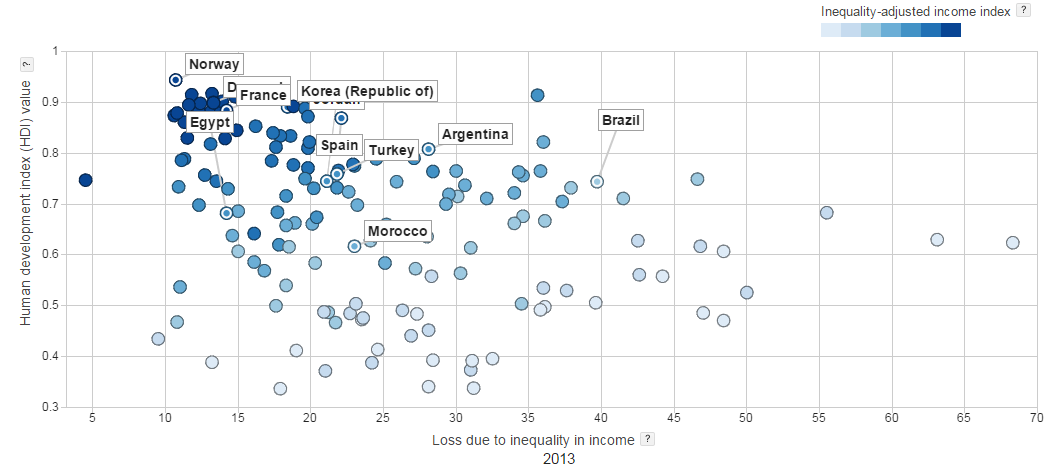 Inequality-adjusted income index ?
1
Norway
France
Korea (Republic of)
0.9
Egypt
Brazil
Argentina
Spain
Turkey
0.8
0.7
Morocco
0.6
0.5
0.4
0.3
Human development index (HDI) value ?
5 10 15 20 25 30 35 40 45 50 55 60 65 70
Loss due to inequality in income ?
2013